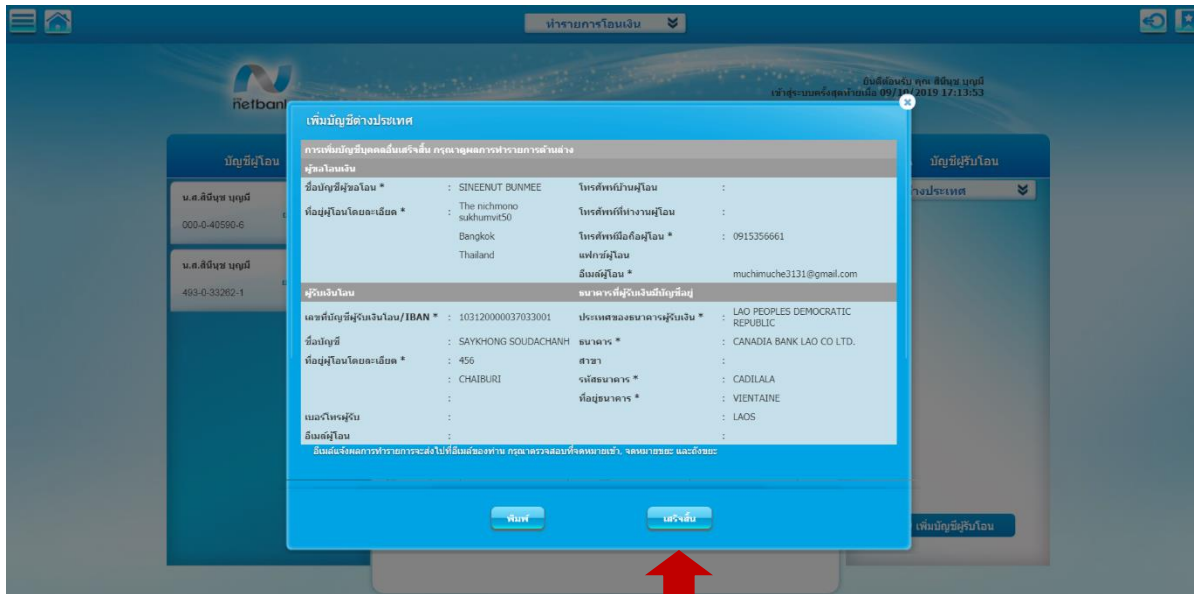 ทำรายการโอนเงิน
netbank
ยินดีต้อนรับ คุณ สินีนุช บุญมี
เข้าสู่ระบบครั้งสุดท้ายเมื่อ 09/10/2019 17:13:53
เพิ่มบัญชีต่างประเทศ
บัญชีผู้โอน
บัญชีผู้รับโอน
การเพิ่มบัญชีบุคคลอื่นเสร็จสิ้น กรุณาดูผลการทำรายการด้านล่าง
ผู้ขอโอนเงิน
ชื่อบัญชีผู้ขอโอน * : SINEENUT BUNMEE โทรศัพท์บ้านผู้โอน :
น.ส.สินีนุช บุญมี
ที่อยู่ผู้โอนโดยละเอียด * : The nichmono sukhumvit50 โทรศัพท์ที่ทำงานผู้โอน :
000-0-40590-6
Bangkok โทรศัพท์มือถือผู้โอน * : 0915356661
Thailand แฟกซ์ผู้โอน
น.ส.สินีนุช บุญมี
อีเมล์ผู้โอน * muchimuche3131@gmail.com
493-0-33262-1
ผู้รับเงินโอน ธนาคารที่ผู้รับเงินมีบัญชีอยู่
เลขที่บัญชีผู้รับเงินโอน/IBAN * : 103120000037033001 ประเทศของธนาคารผู้รับเงิน * : LAO PEOPLES DEMOCRATIC REPUBLIC
ชื่อบัญชี : SAYKHONG SOUDACHANH ธนาคาร * : CANADIA BANK LAO CO LTD.
ที่อยู่ผู้โอนโดยละเอียด * : 456 สาขา :
: CHAIBURI รหัสธนาคาร * : CADILALA
: ที่อยู่ธนาคาร * : VIENTAINE
เบอร์โทรผู้รับ : : LAOS
อีเมล์ผู้โอน : :
อีเมล์แจ้งผลการทำรายการจะส่งไปที่อีเมล์ของท่าน กรุณาตรวจสอบที่จดหมายเข้า, จดหมายขยะ และถังขยะ
พิมพ์
เสร็จสิ้น
เพิ่มบัญชีผู้รับโอน